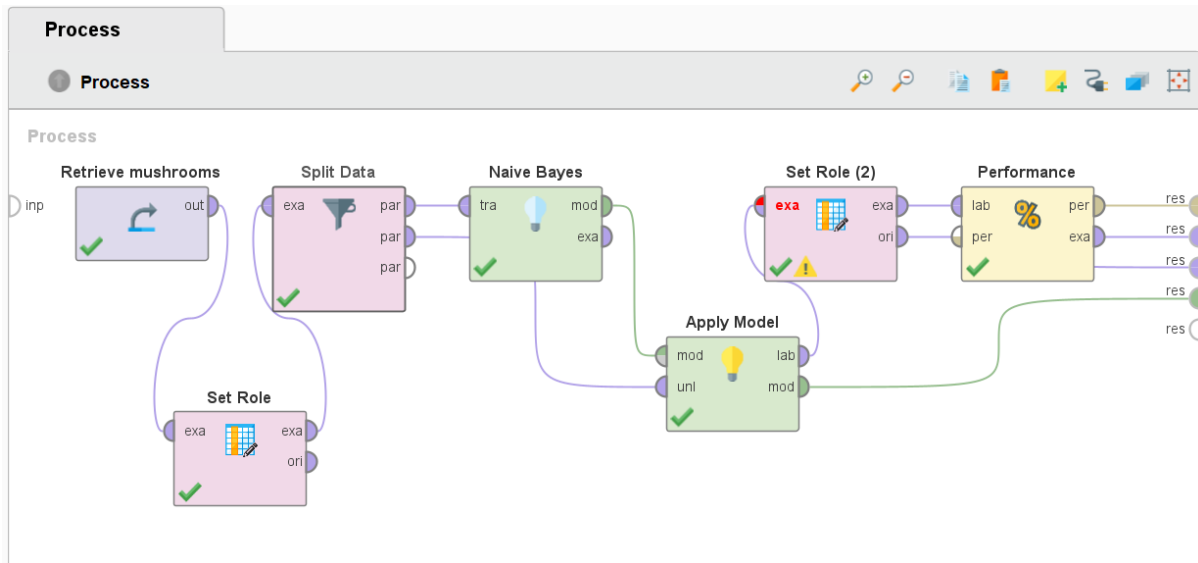 Process
Process
Process
Retrieve mushrooms
Split Data
Naive Bayes
Set Role (2)
Performance
inp
out
exa
par
par
par
tra
mod
exa
exa
exa
ori
lab
per
per
exa
res
res
res
res
res
Apply Model
mod
unl
lab
mod
Set Role
exa
exa
ori